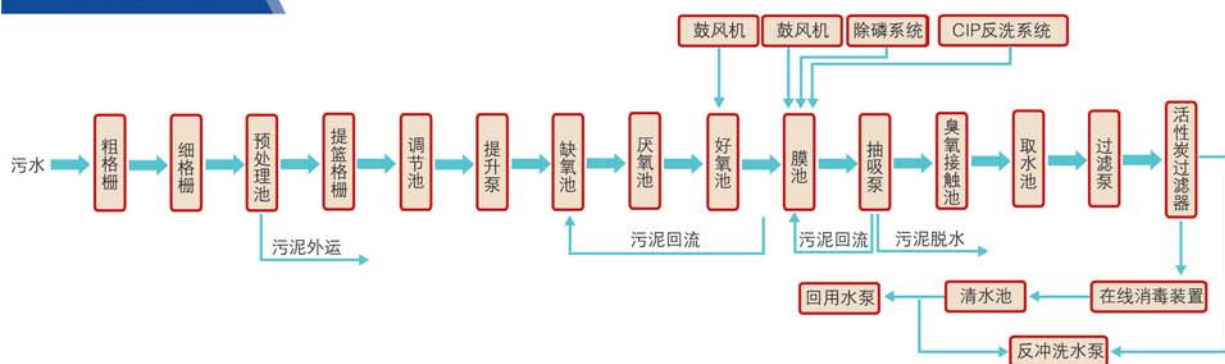 鼓风机
鼓风机
除磷系统
CIP反洗系统
污水
粗格栅
细格栅
预处理池
提篮格栅
调节池
提升泵
缺氧池
厌氧池
好氧池
膜池
抽吸泵
臭氧接触池
取水池
过滤泵
活性炭过滤器
污泥外运
污泥回流
污泥回流
污泥脱水
回用水泵
清水池
在线消毒装置
反冲洗水泵